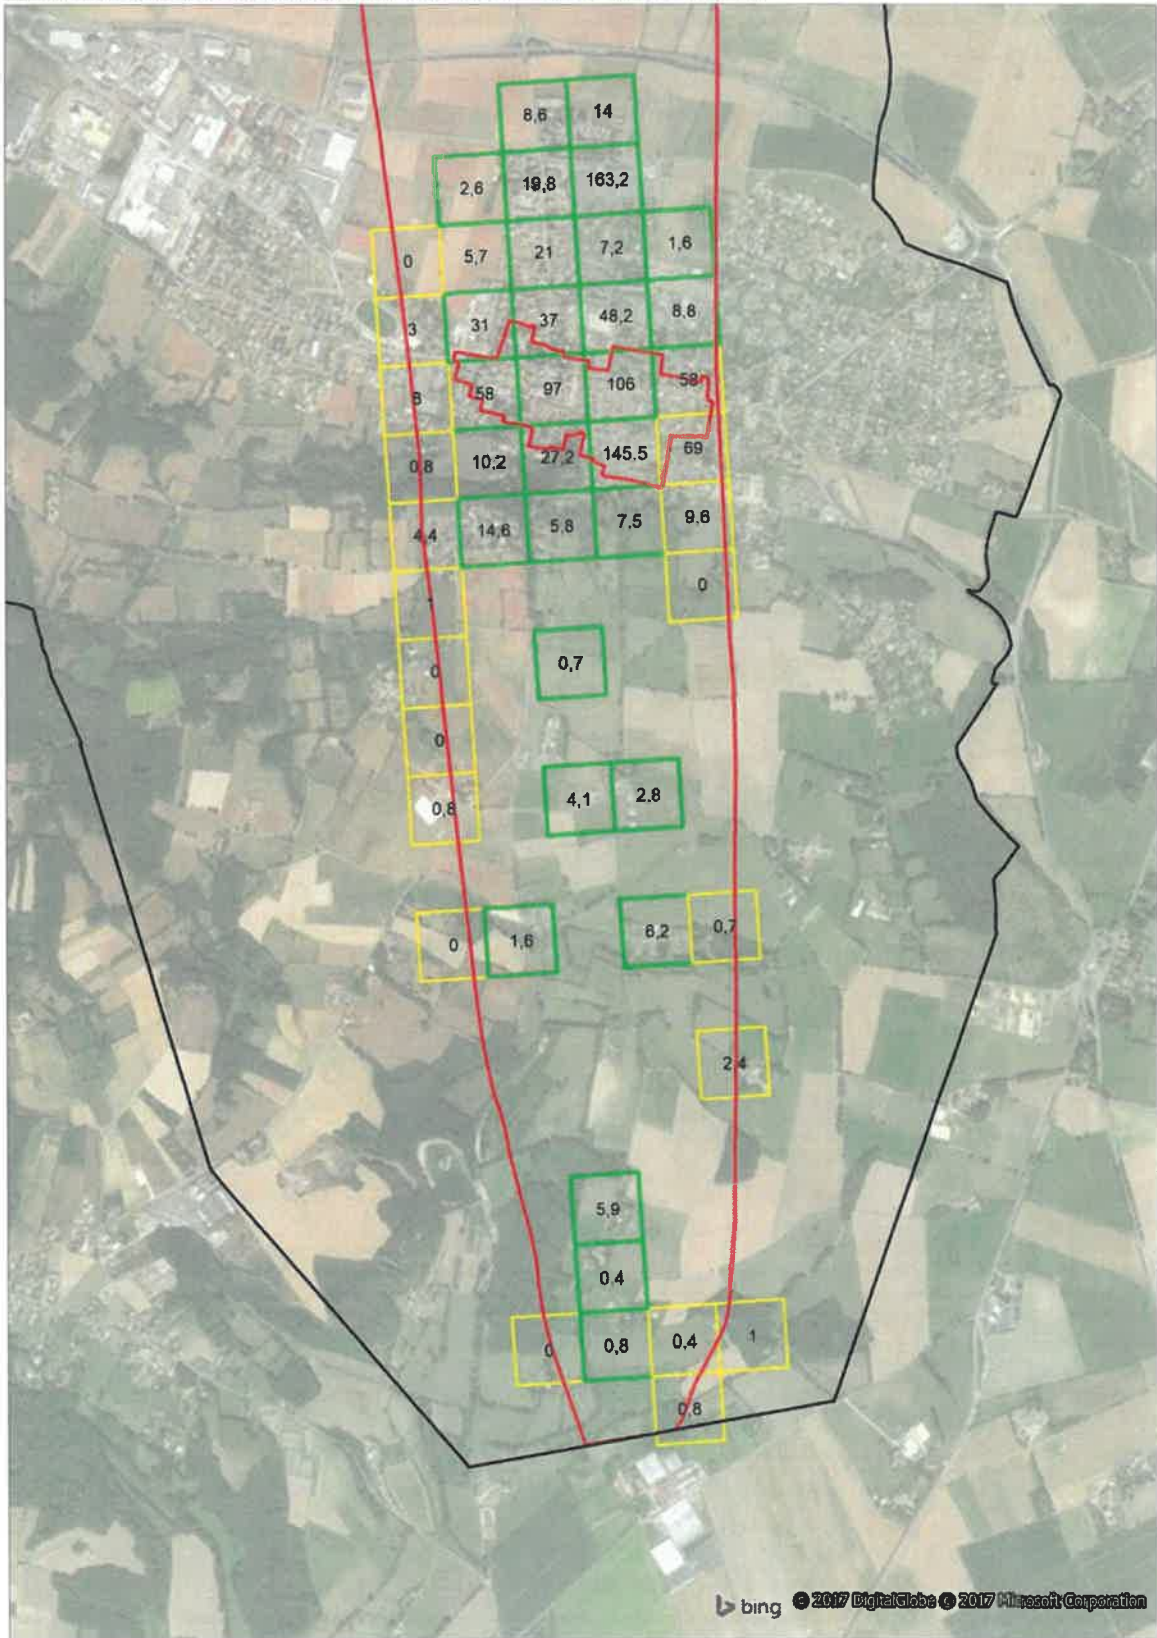 8,6 14
2,6 19,8 163,2
0 5,7 21 7,2 1,6
3 31 37 48,2 8,8
8 58 97 106 58
0,8 10,2 27,2 145.5 69
4,4 14,6 5,8 7,5 9,6
0
0 0,7
0
0,8 4,1 2.8
0 1,6 6,2 0,7
2,4
5,9
0.4
0 0,8 0,4 1
0,8
bing © 2017 DigitalGlobe © 2017 Microsoft Corporation